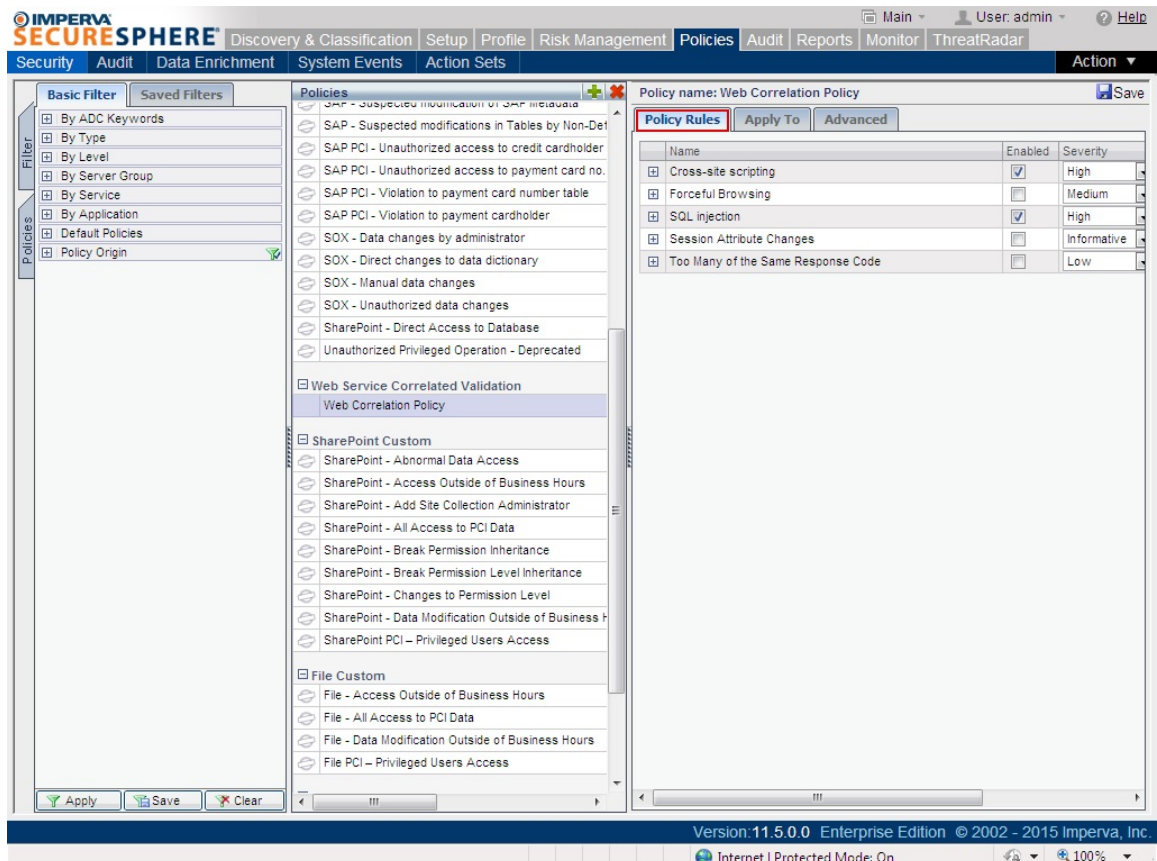 IMPERVA
SECURESPHERE
Main
User: admin
Help
Discovery & Classification
Setup
Profile
Risk Management
Policies
Audit
Reports
Monitor
ThreatRadar
Security
Audit
Data Enrichment
System Events
Action Sets
Action
Filter
Policies
Basic Filter
Saved Filters
By ADC Keywords
By Type
By Level
By Server Group
By Service
By Application
Default Policies
Policy Origin
Apply
Save
Clear
Policies
SAP - Suspected modification of SAP metadata
SAP - Suspected modifications in Tables by Non-Def
SAP PCI - Unauthorized access to credit cardholder
SAP PCI - Unauthorized access to payment card no.
SAP PCI - Violation to payment card number table
SAP PCI - Violation to payment cardholder
SOX - Data changes by administrator
SOX - Direct changes to data dictionary
SOX - Manual data changes
SOX - Unauthorized data changes
SharePoint - Direct Access to Database
Unauthorized Privileged Operation - Deprecated
Web Service Correlated Validation
Web Correlation Policy
SharePoint Custom
SharePoint - Abnormal Data Access
SharePoint - Access Outside of Business Hours
SharePoint - Add Site Collection Administrator
SharePoint - All Access to PCI Data
SharePoint - Break Permission Inheritance
SharePoint - Break Permission Level Inheritance
SharePoint - Changes to Permission Level
SharePoint - Data Modification Outside of Business H
SharePoint PCI – Privileged Users Access
File Custom
File - Access Outside of Business Hours
File - All Access to PCI Data
File - Data Modification Outside of Business Hours
File PCI – Privileged Users Access
Policy name: Web Correlation Policy
Save
Policy Rules
Apply To
Advanced
Name Enabled Severity
Cross-site scripting High
Forceful Browsing Medium
SQL injection High
Session Attribute Changes Informative
Too Many of the Same Response Code Low
Version:11.5.0.0 Enterprise Edition © 2002 - 2015 Imperva, Inc.
Internet | Protected Mode: On
100%